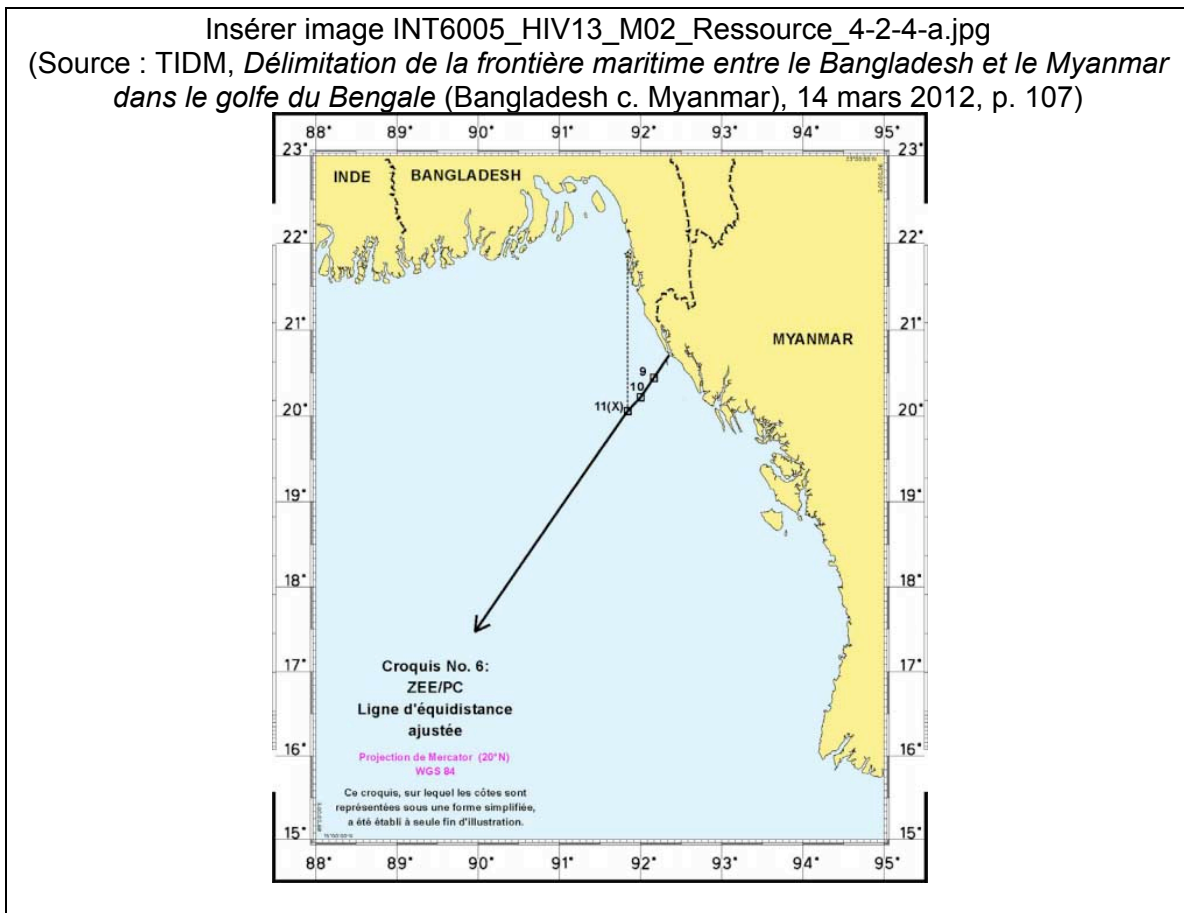 Insérer image INT6005_HIV13_M02_Ressource_4-2-4-a.jpg
(Source : TIDM, Délimitation de la frontière maritime entre le Bangladesh et le Myanmar
dans le golfe du Bengale (Bangladesh c. Myanmar), 14 mars 2012, p. 107)
88° 89° 90° 91° 92° 93° 94° 95°
23° 23°
INDE BANGLADESH
22° 22°
21° 21°
MYANMAR
9
10
11(X)
20° 20°
19° 19°
18° 18°
17° 17°
Croquis No. 6:
ZEE/PC
Ligne d'équidistance
ajustée
16° 16°
Projection de Mercator (20°N)
WGS 84
Ce croquis, sur lequel les côtes sont
représentées sous une forme simplifiée,
a été établi à seule fin d'illustration.
15° 15°
88° 89° 90° 91° 92° 93° 94° 95°